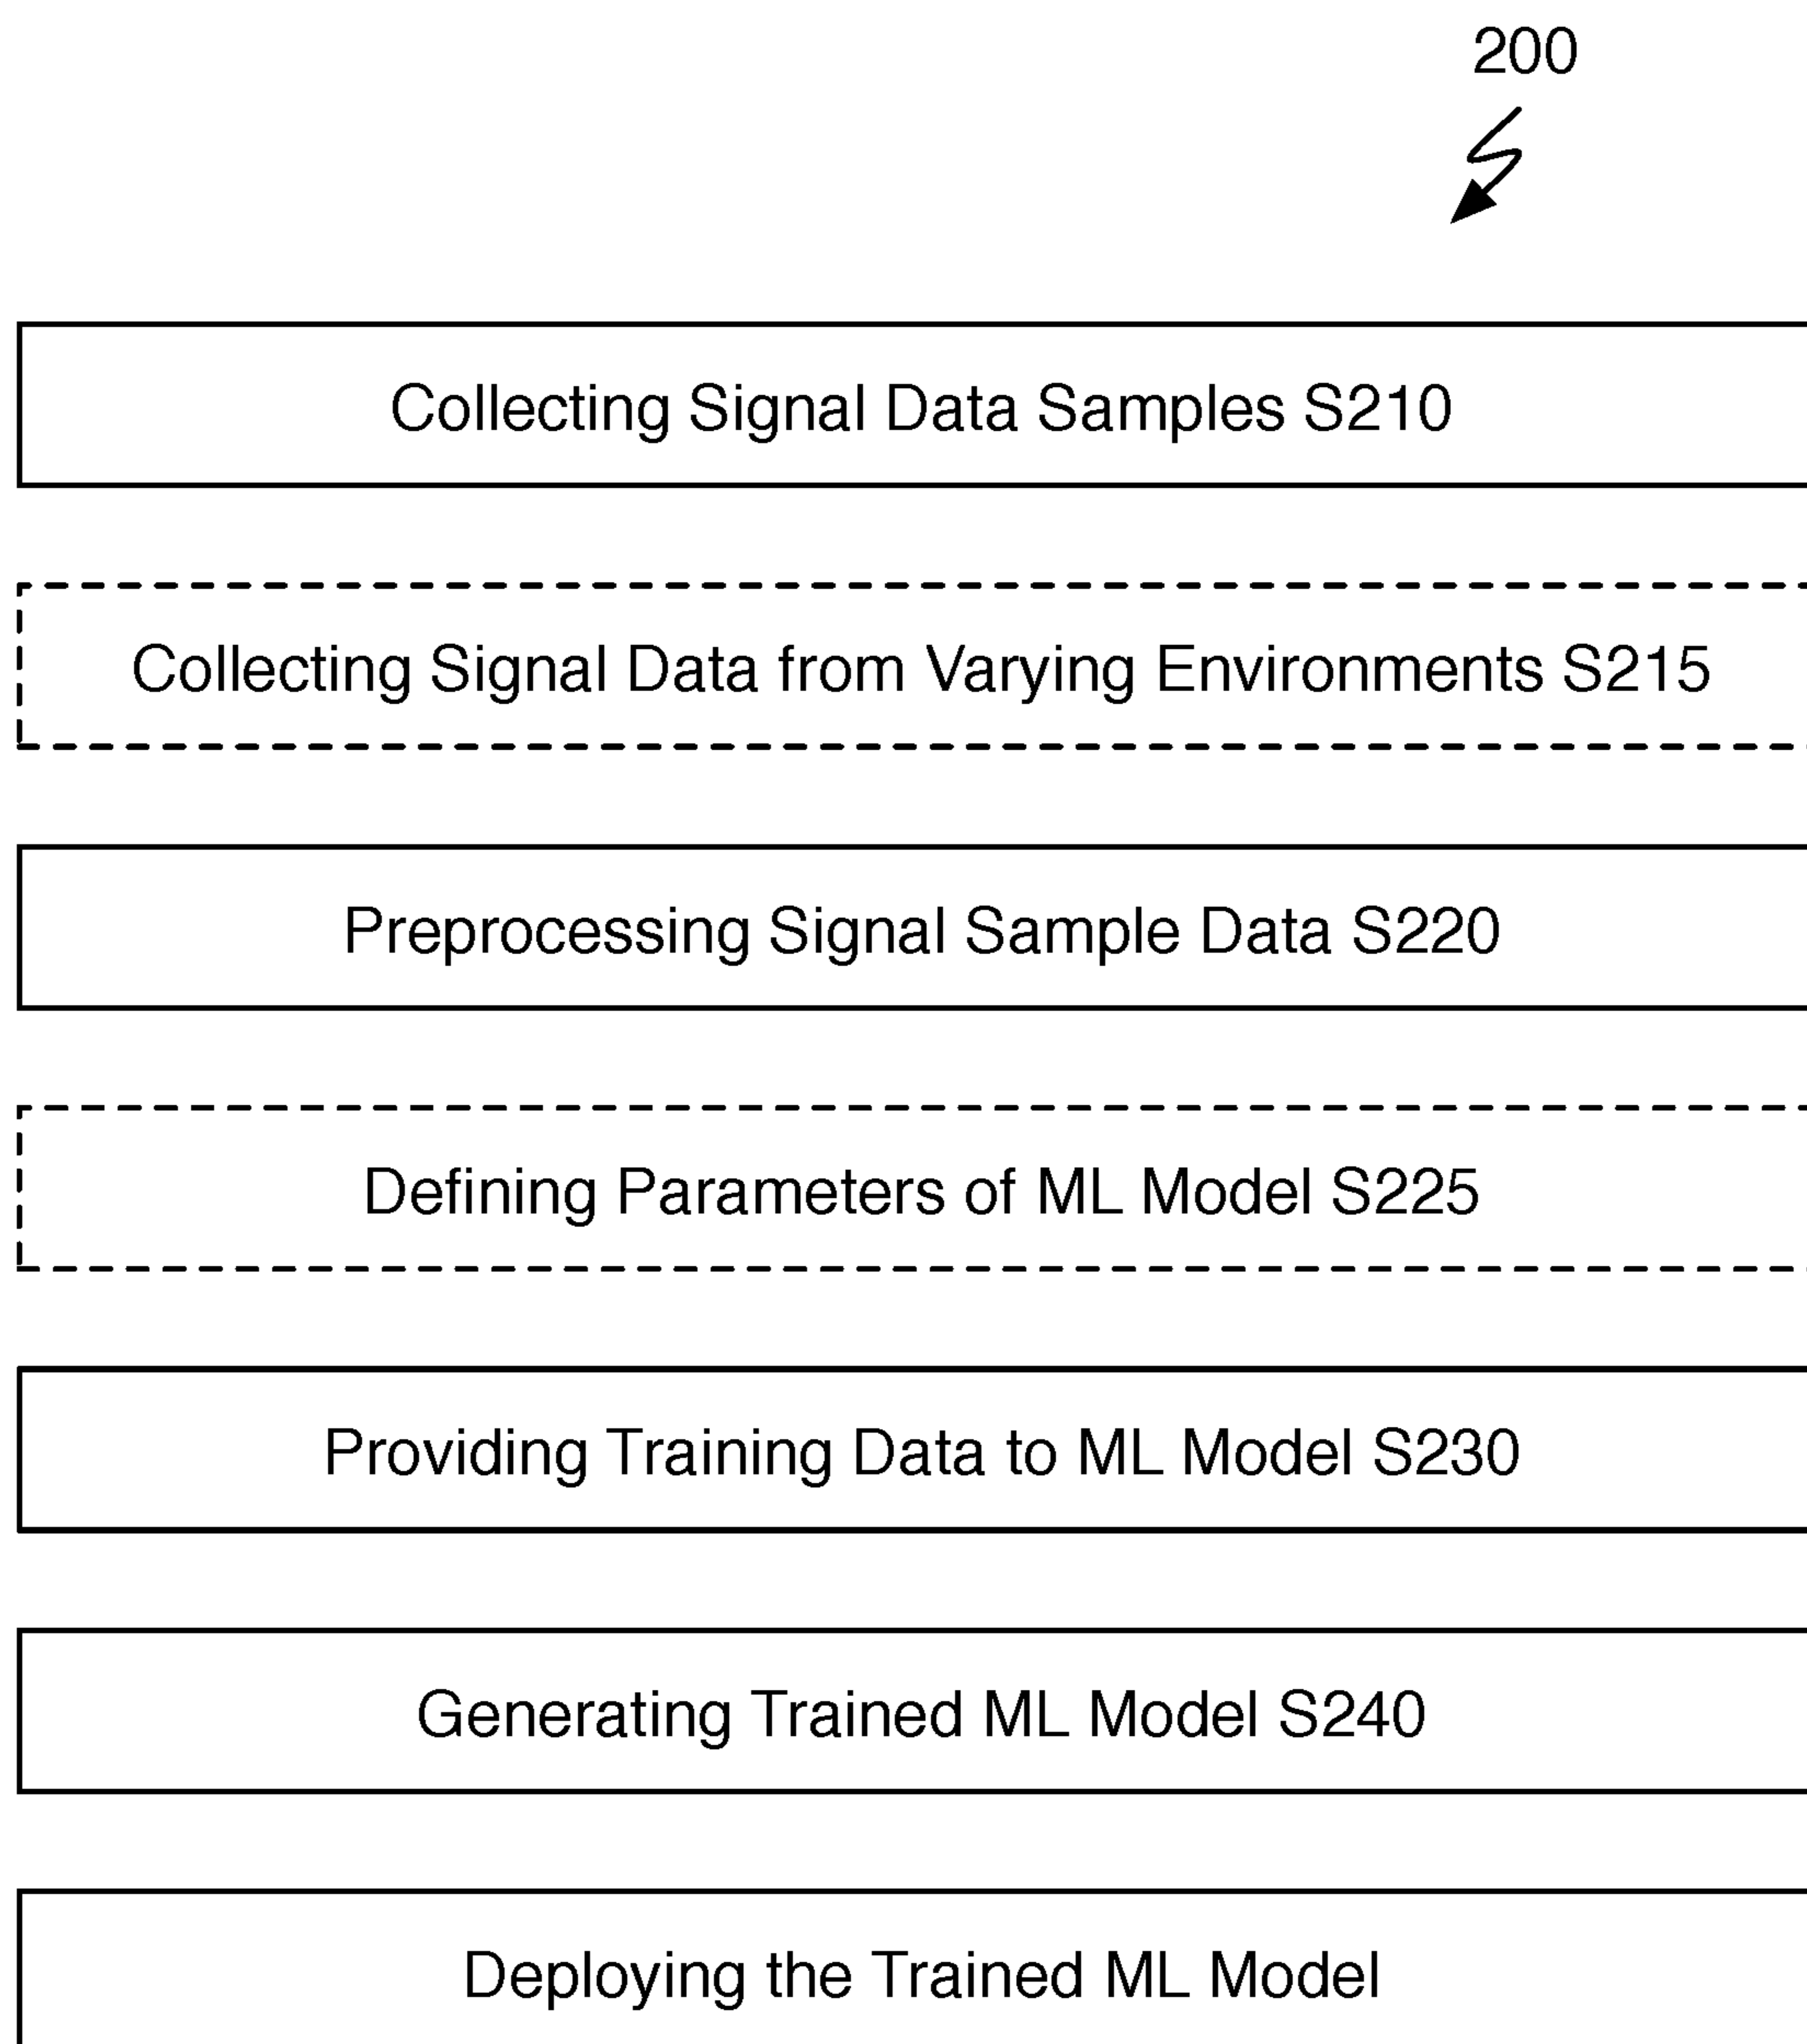 200
Collecting Signal Data Samples S210
Collecting Signal Data from Varying Environments S215
Preprocessing Signal Sample Data S220
Defining Parameters of ML Model S225
Providing Training Data to ML Model S230
Generating Trained ML Model S240
Deploying the Trained ML Model